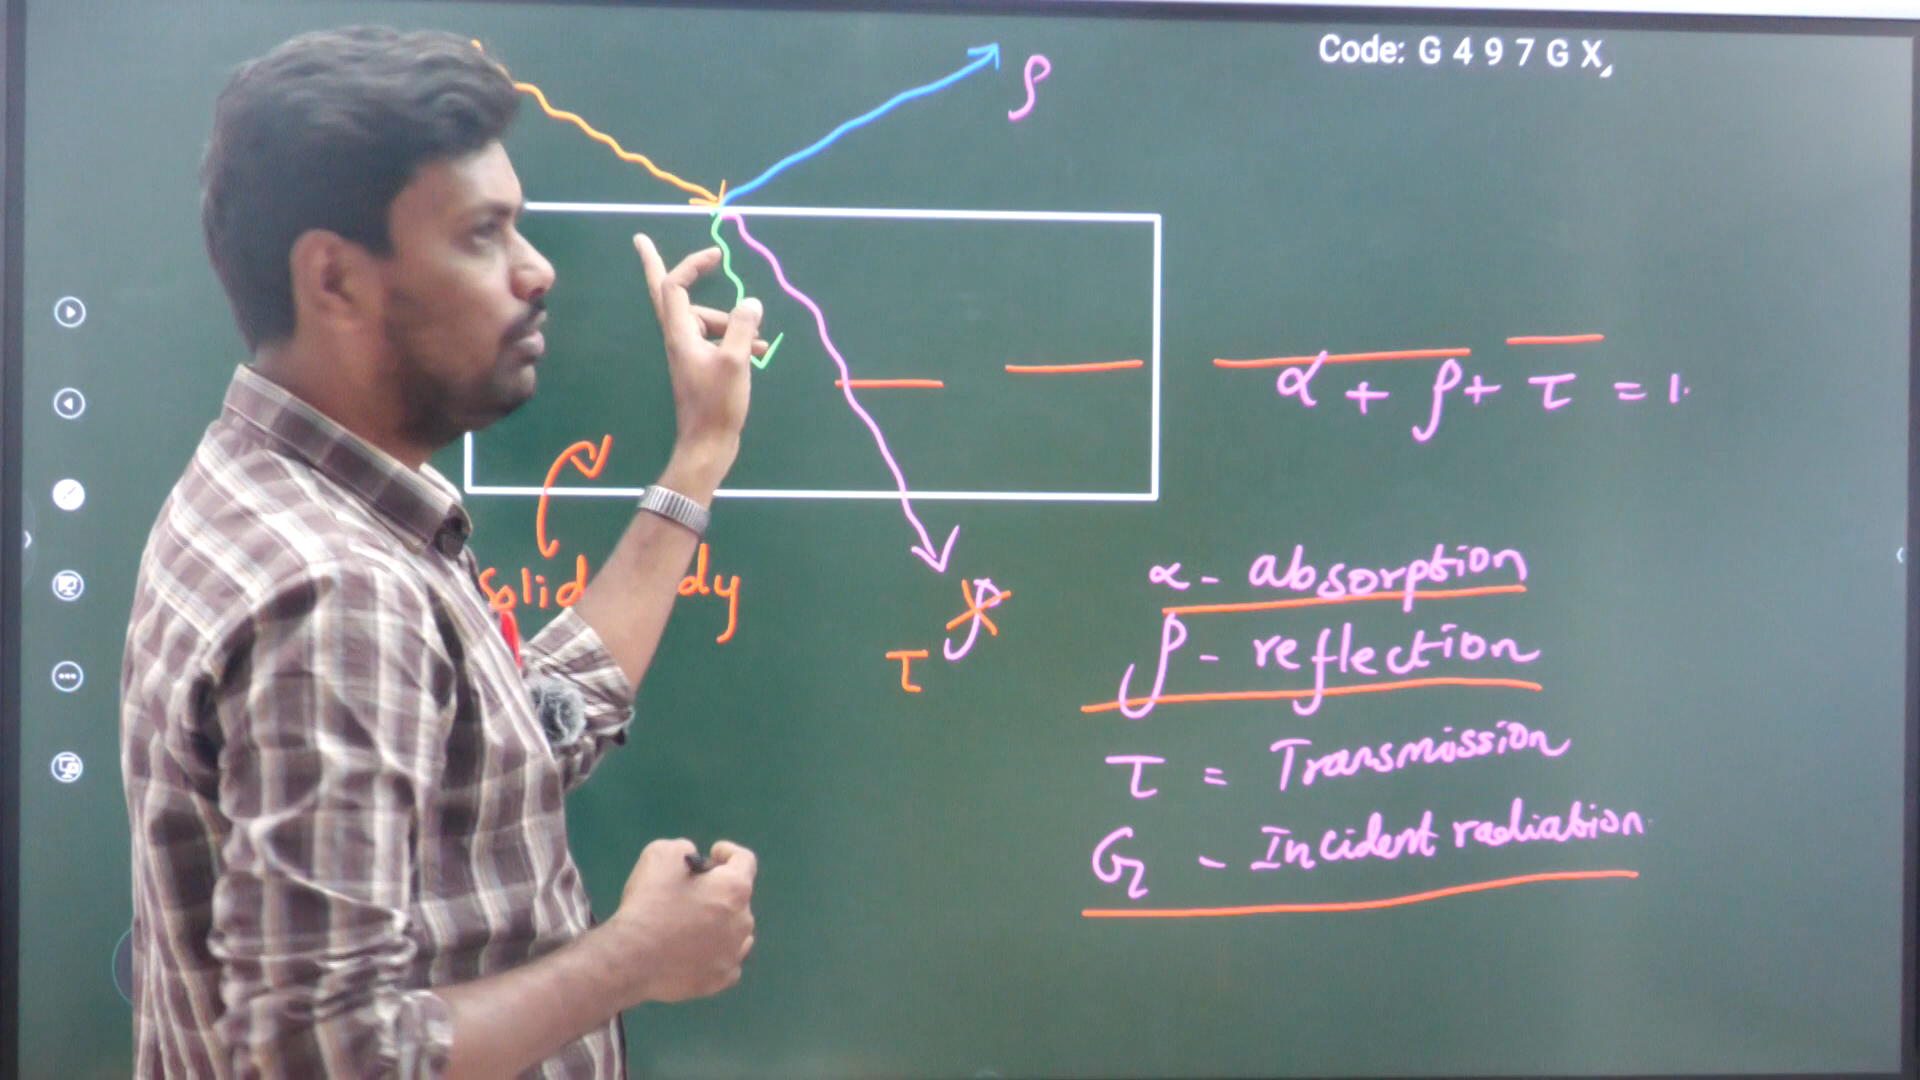 Code: G 4 9 7 G X
ρ
α + ρ + τ = 1.
Solid dy
τ
α - absorption
ρ - reflection
τ = Transmission
G - Incident radiation